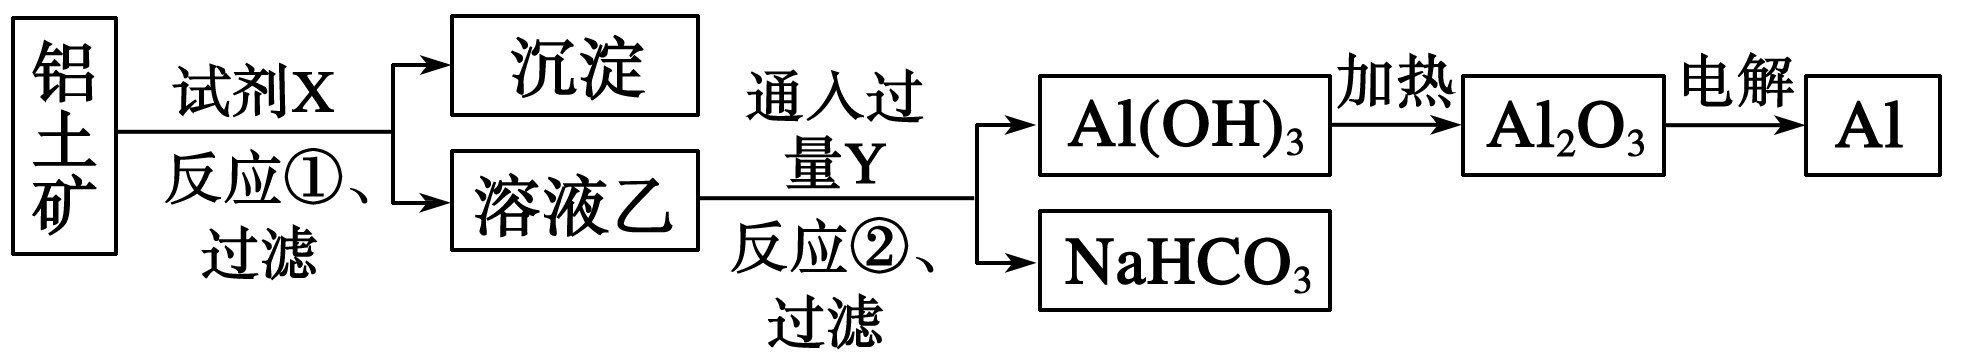 铝土矿
试剂X
反应①、
过滤
沉淀
溶液乙
通入过
量Y
反应②、
过滤
Al(OH)₃
NaHCO₃
加热
Al₂O₃
电解
Al